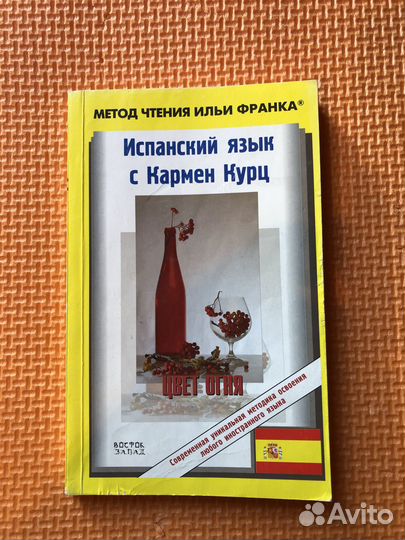 МЕТОД ЧТЕНИЯ ИЛЬИ ФРАНКА®
Испанский язык
с Кармен Курц
ЦВЕТ ОГНЯ
Современная уникальная методика освоения
любого иностранного языка
ВОСТОК
ЗАПАД
Avito